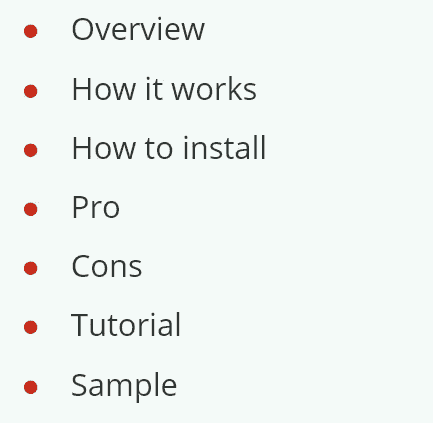 Overview
How it works
How to install
Pro
Cons
Tutorial
Sample